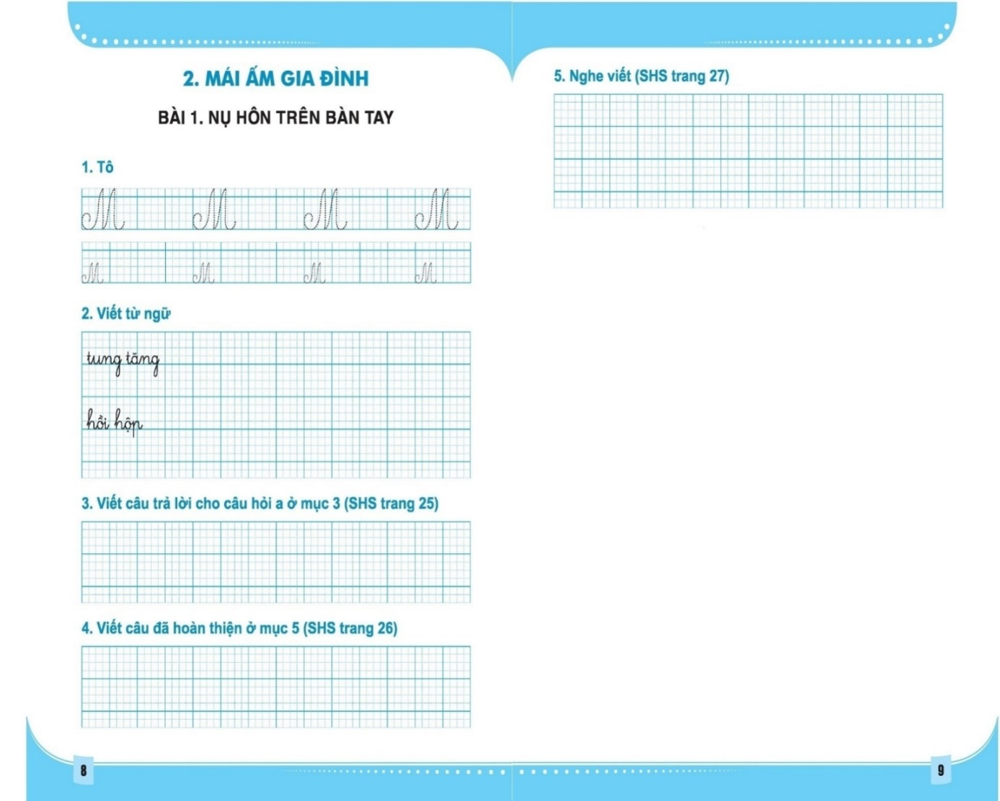 2. MÁI ẤM GIA ĐÌNH
BÀI 1. NỤ HÔN TRÊN BÀN TAY
1. Tô
M M M M
M M M M
2. Viết từ ngữ
tung tăng
hồi hộp
3. Viết câu trả lời cho câu hỏi a ở mục 3 (SHS trang 25)
4. Viết câu đã hoàn thiện ở mục 5 (SHS trang 26)
8
5. Nghe viết (SHS trang 27)
9